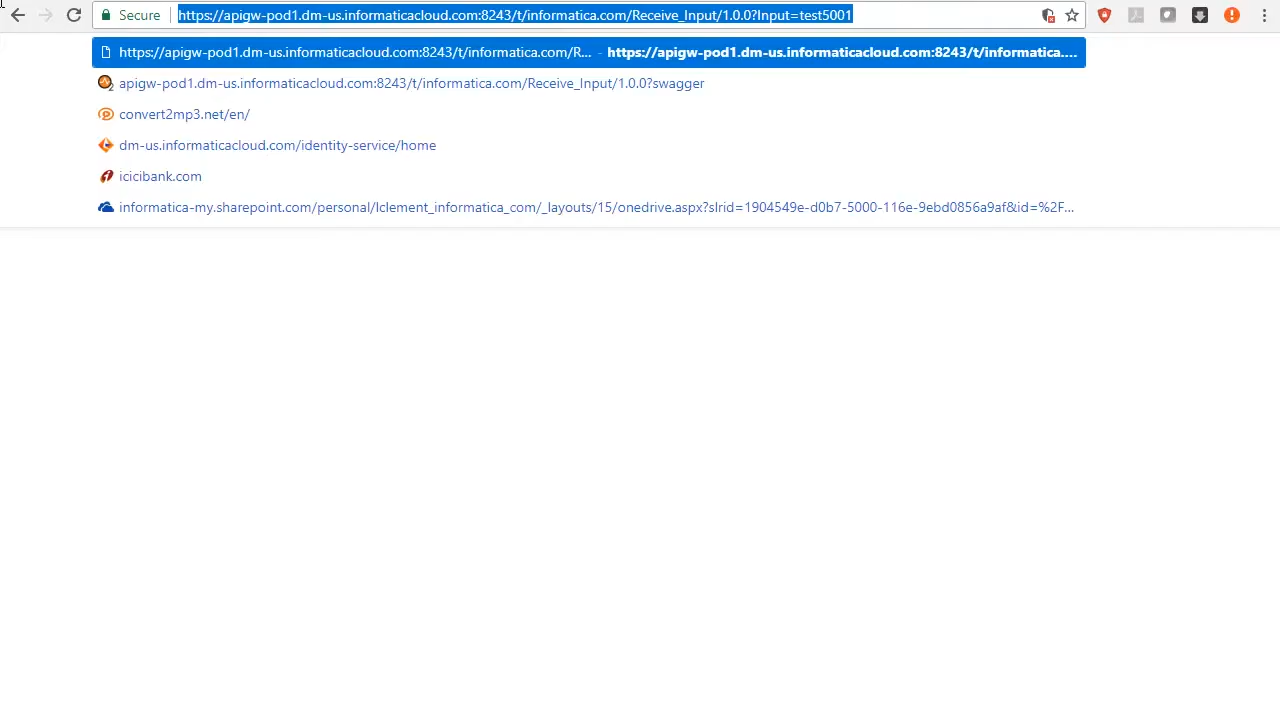 Secure https://apigw-pod1.dm-us.informaticacloud.com:8243/t/informatica.com/Receive_Input/1.0.0?Input=test5001
https://apigw-pod1.dm-us.informaticacloud.com:8243/t/informatica.com/R... - https://apigw-pod1.dm-us.informaticacloud.com:8243/t/informatica....
apigw-pod1.dm-us.informaticacloud.com:8243/t/informatica.com/Receive_Input/1.0.0?swagger
convert2mp3.net/en/
dm-us.informaticacloud.com/identity-service/home
icicibank.com
informatica-my.sharepoint.com/personal/lclement_informatica_com/_layouts/15/onedrive.aspx?slrid=1904549e-d0b7-5000-116e-9ebd0856a9af&id=%2F...